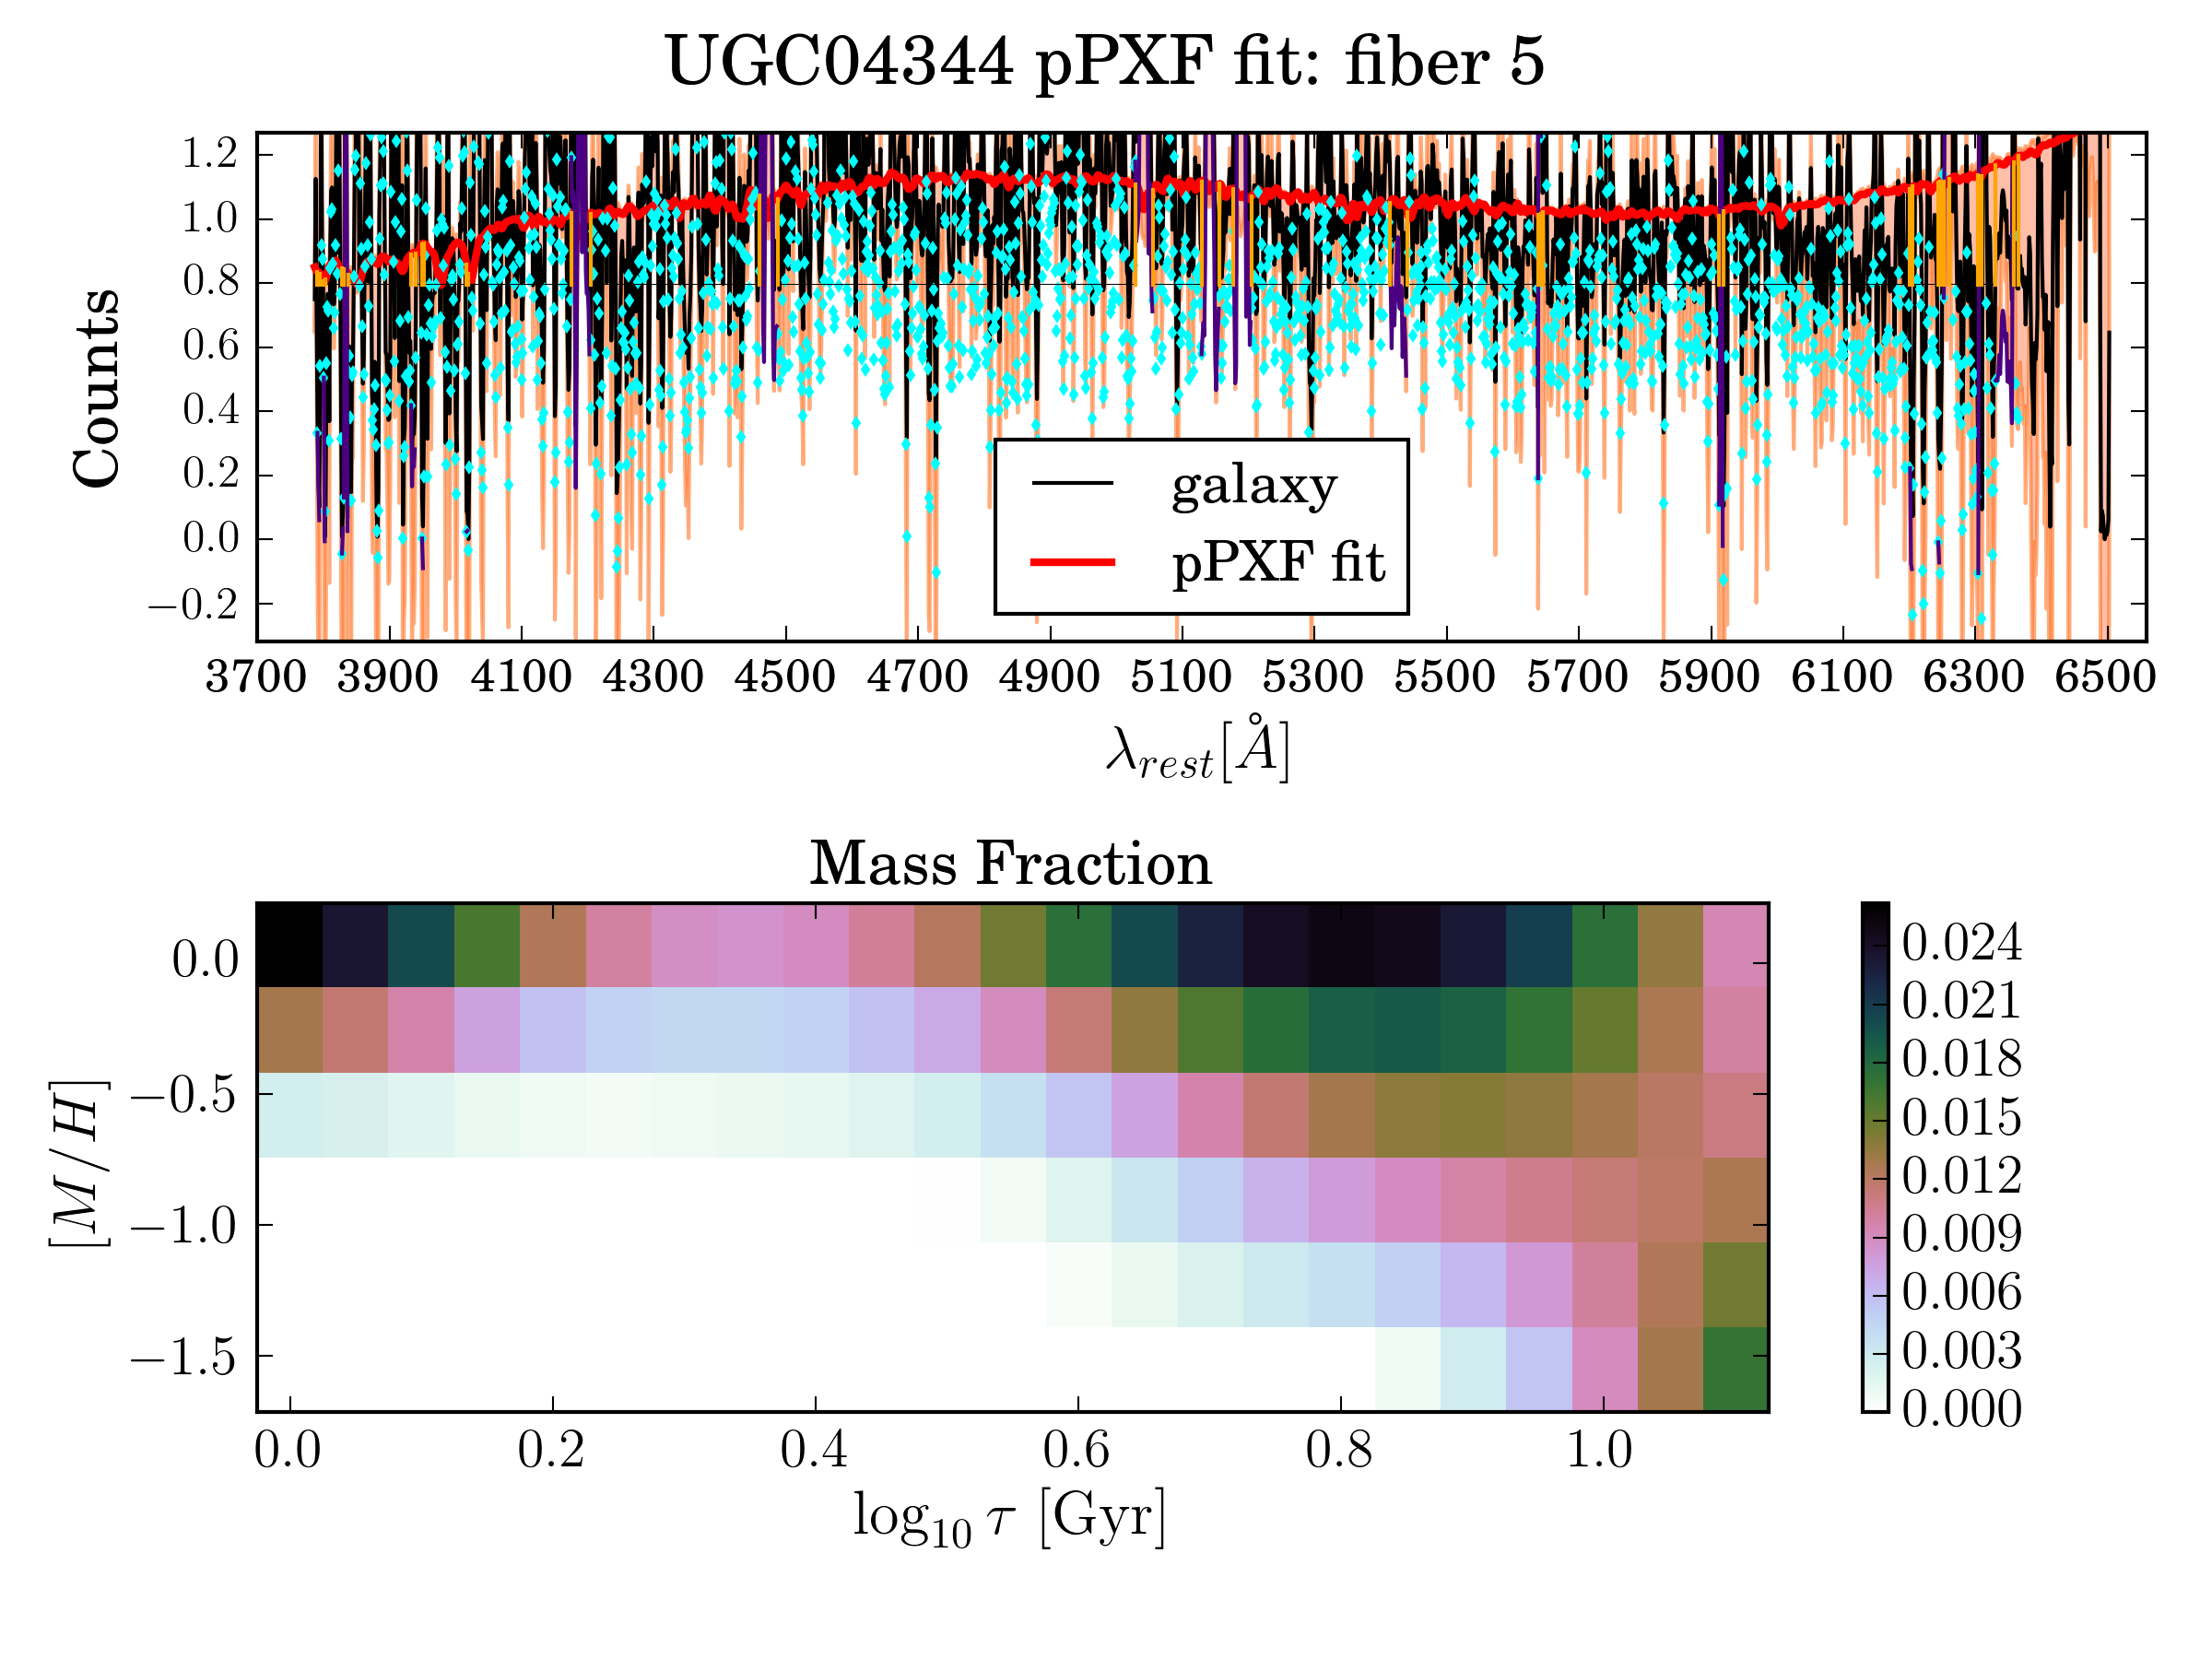 UGC04344 pPXF fit: fiber 5
1.2
1.0
0.8
0.6
0.4
0.2
0.0
−0.2
Counts
galaxy
pPXF fit
3700 3900 4100 4300 4500 4700 4900 5100 5300 5500 5700 5900 6100 6300 6500
λrest[Å]
Mass Fraction
0.0
−0.5
−1.0
−1.5
[M/H]
0.0 0.2 0.4 0.6 0.8 1.0
log10 τ [Gyr]
0.024
0.021
0.018
0.015
0.012
0.009
0.006
0.003
0.000